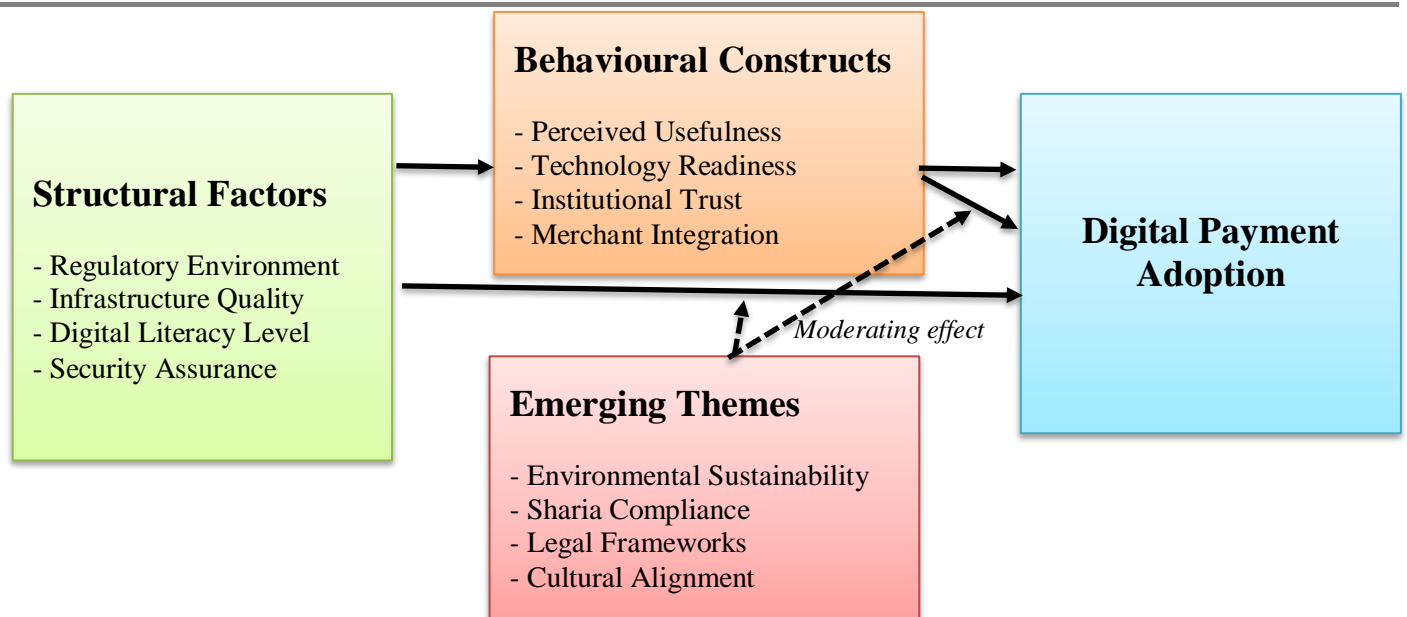 Behavioural Constructs
- Perceived Usefulness
- Technology Readiness
- Institutional Trust
- Merchant Integration
Structural Factors
- Regulatory Environment
- Infrastructure Quality
- Digital Literacy Level
- Security Assurance
Digital Payment
Adoption
Moderating effect
Emerging Themes
- Environmental Sustainability
- Sharia Compliance
- Legal Frameworks
- Cultural Alignment